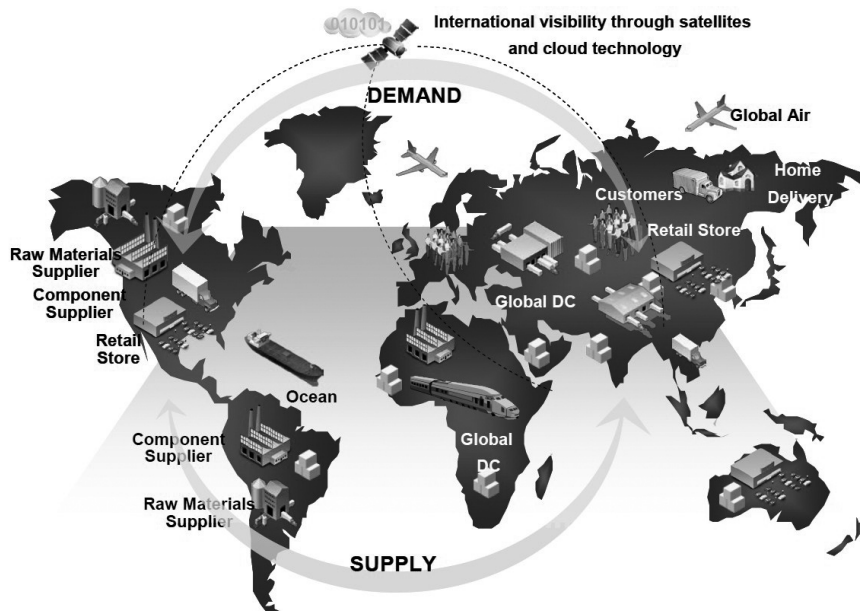 010101
International visibility through satellites
and cloud technology
DEMAND
Global Air
Home
Delivery
Customers
Retail Store
Raw Materials
Supplier
Component
Supplier
Global DC
Retail
Store
Ocean
Component
Supplier
Global
DC
Raw Materials
Supplier
SUPPLY